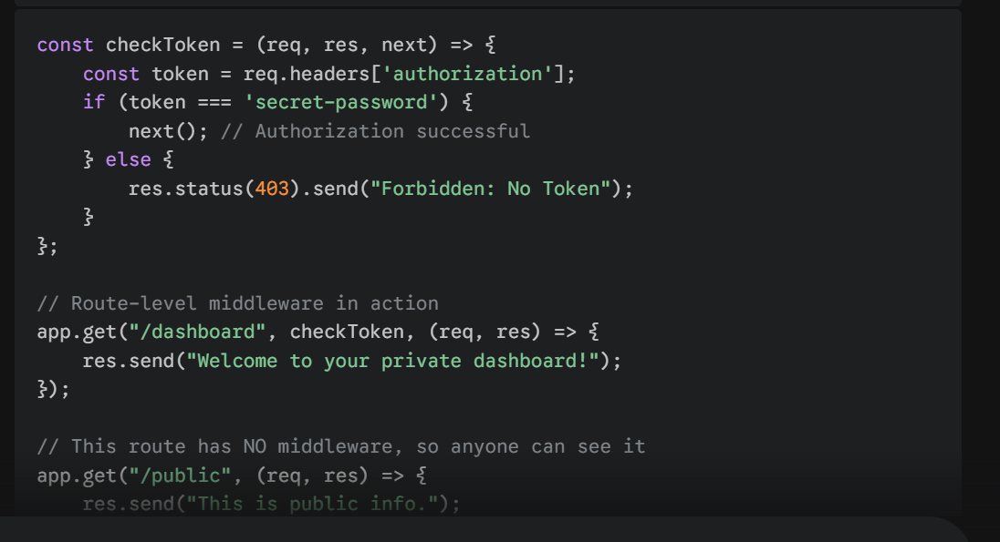 const checkToken = (req, res, next) => {
    const token = req.headers['authorization'];
    if (token === 'secret-password') {
        next(); // Authorization successful
    } else {
        res.status(403).send("Forbidden: No Token");
    }
};

// Route-level middleware in action
app.get("/dashboard", checkToken, (req, res) => {
    res.send("Welcome to your private dashboard!");
});

// This route has NO middleware, so anyone can see it
app.get("/public", (req, res) => {
    res.send("This is public info.");